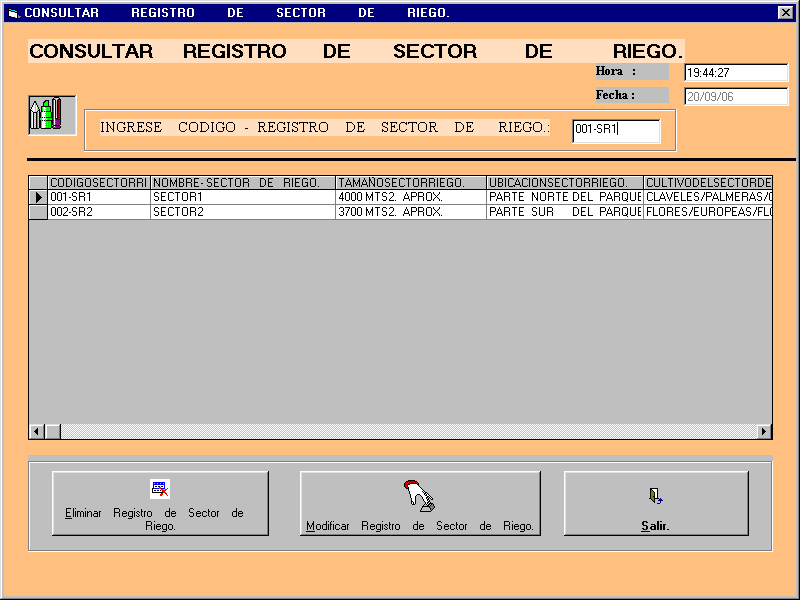 CONSULTAR REGISTRO DE SECTOR DE RIEGO.
CONSULTAR REGISTRO DE SECTOR DE RIEGO.
Hora : 19:44:27
Fecha : 20/09/06
INGRESE CODIGO - REGISTRO DE SECTOR DE RIEGO.: 001-SR1
CODIGOSECTORRI NOMBRE- SECTOR DE RIEGO. TAMAÑOSECTORRIEGO. UBICACIONSECTORRIEGO. CULTIVODELSECTORDE
001-SR1 SECTOR1 4000 MTS2. APROX. PARTE NORTE DEL PARQUE CLAVELES/PALMERAS/
002-SR2 SECTOR2 3700 MTS2. APROX. PARTE SUR DEL PARQUE FLORES/EUROPEAS/FLO
Eliminar Registro de Sector de
Riego.
Modificar Registro de Sector de Riego.
Salir.